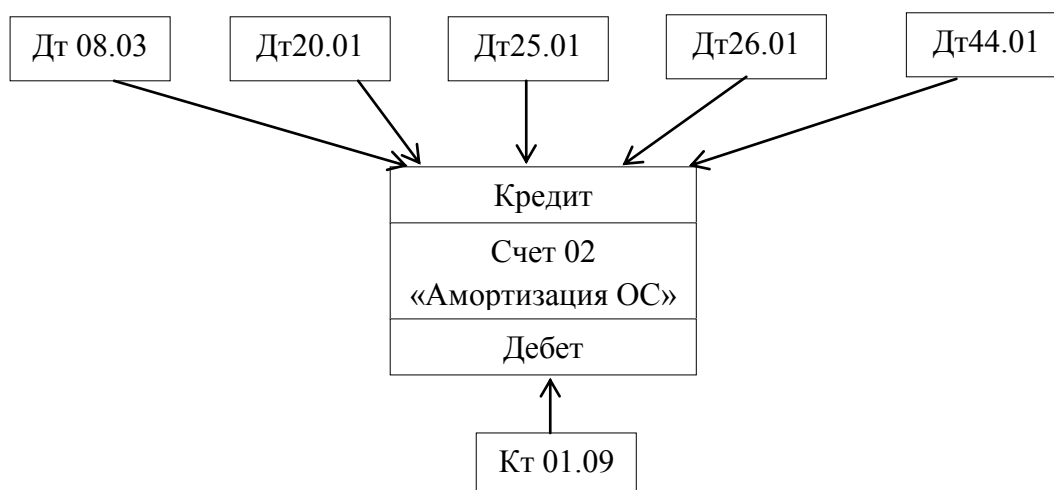 Дт 08.03
Дт20.01
Дт25.01
Дт26.01
Дт44.01
Кредит
Счет 02
«Амортизация ОС»
Дебет
Кт 01.09